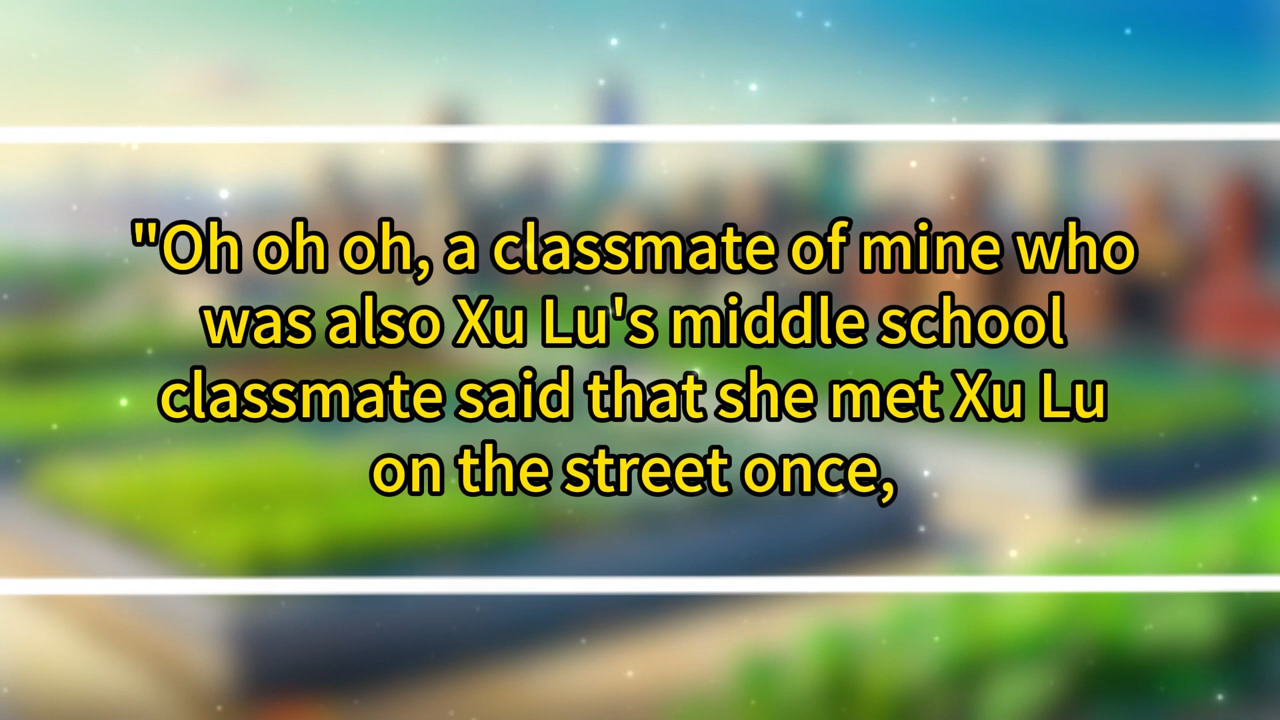 "Oh oh oh, a classmate of mine who
was also Xu Lu's middle school
classmate said that she met Xu Lu
on the street once,